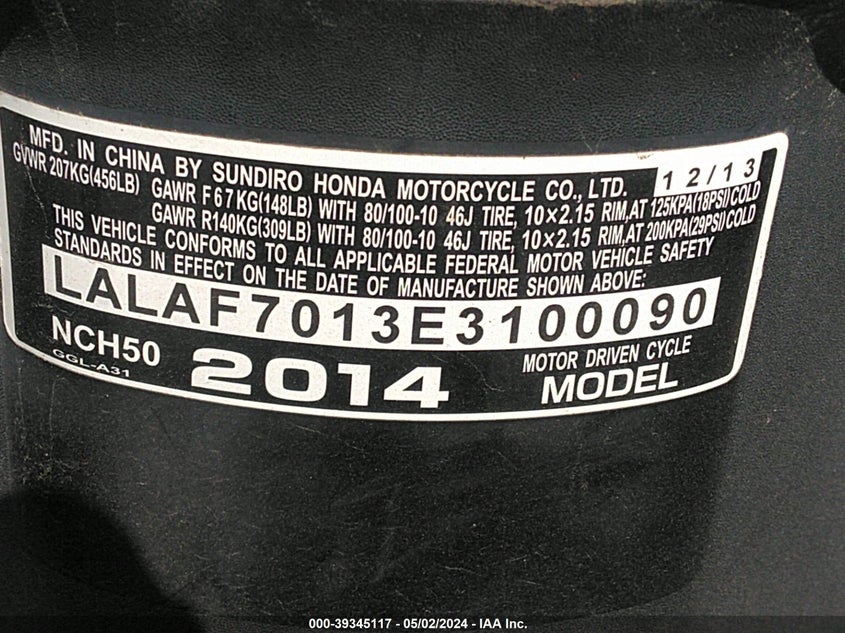 MFD. IN CHINA BY SUNDIRO HONDA MOTORCYCLE CO., LTD. 12/13
GVWR 207KG(456LB) GAWR F67KG(148LB) WITH 80/100-10 46J TIRE, 10×2.15 RIM,AT 125KPA(18PSI)COLD
GAWR R140KG(309LB) WITH 80/100-10 46J TIRE, 10×2.15 RIM,AT 200KPA(29PSI)COLD
THIS VEHICLE CONFORMS TO ALL APPLICABLE FEDERAL MOTOR VEHICLE SAFETY
STANDARDS IN EFFECT ON THE DATE OF MANUFACTURE SHOWN ABOVE:
LALAF7013E3100090
NCH50 2014 MOTOR DRIVEN CYCLE
GGL-A31 MODEL
000-39345117 - 05/02/2024 - IAA Inc.